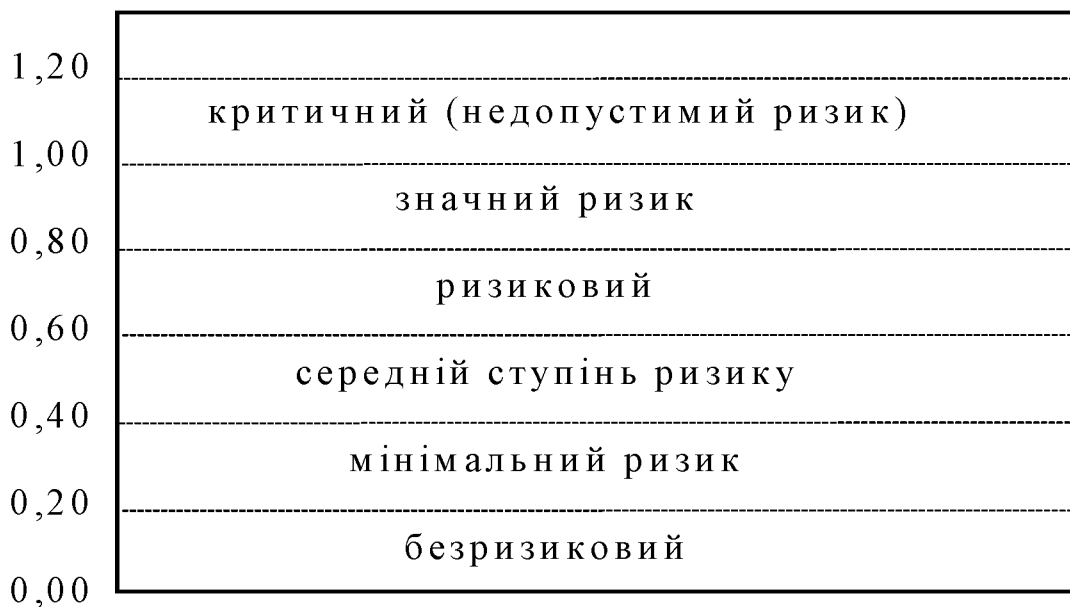 1,20
критичний (недопустимий ризик)
1,00
значний ризик
0,80
ризиковий
0,60
середній ступінь ризику
0,40
мінімальний ризик
0,20
безризиковий
0,00